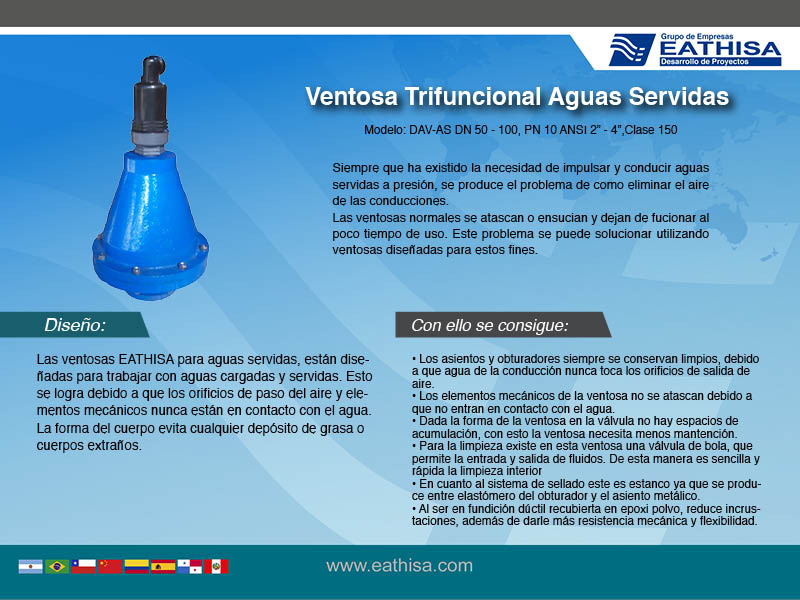 Grupo de Empresas
EATHISA
Desarrollo de Proyectos
Ventosa Trifuncional Aguas Servidas
Modelo: DAV-AS DN 50 - 100, PN 10 ANSI 2” - 4”,Clase 150
Siempre que ha existido la necesidad de impulsar y conducir aguas
servidas a presión, se produce el problema de como eliminar el aire
de las conducciones.
Las ventosas normales se atascan o ensucian y dejan de fucionar al
poco tiempo de uso. Este problema se puede solucionar utilizando
ventosas diseñadas para estos fines.
Diseño:
Las ventosas EATHISA para aguas servidas, están dise-
ñadas para trabajar con aguas cargadas y servidas. Esto
se logra debido a que los orificios de paso del aire y ele-
mentos mecánicos nunca están en contacto con el agua.
La forma del cuerpo evita cualquier depósito de grasa o
cuerpos extraños.
Con ello se consigue:
• Los asientos y obturadores siempre se conservan limpios, debido
a que agua de la conducción nunca toca los orificios de salida de
aire.
• Los elementos mecánicos de la ventosa no se atascan debido a
que no entran en contacto con el agua.
• Dada la forma de la ventosa en la válvula no hay espacios de
acumulación, con esto la ventosa necesita menos mantención.
• Para la limpieza existe en esta ventosa una válvula de bola, que
permite la entrada y salida de fluidos. De esta manera es sencilla y
rápida la limpieza interior
• En cuanto al sistema de sellado este es estanco ya que se produ-
ce entre elastómero del obturador y el asiento metálico.
• Al ser en fundición dúctil recubierta en epoxi polvo, reduce incrus-
taciones, además de darle más resistencia mecánica y flexibilidad.
www.eathisa.com